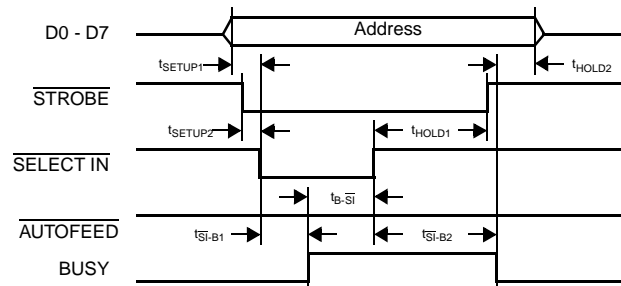 D0 - D7 Address
tSETUP1 tHOLD2
STROBE
tSETUP2 tHOLD1
SELECT IN
tB-SI
AUTOFEED
tSI-B1 tSI-B2
BUSY